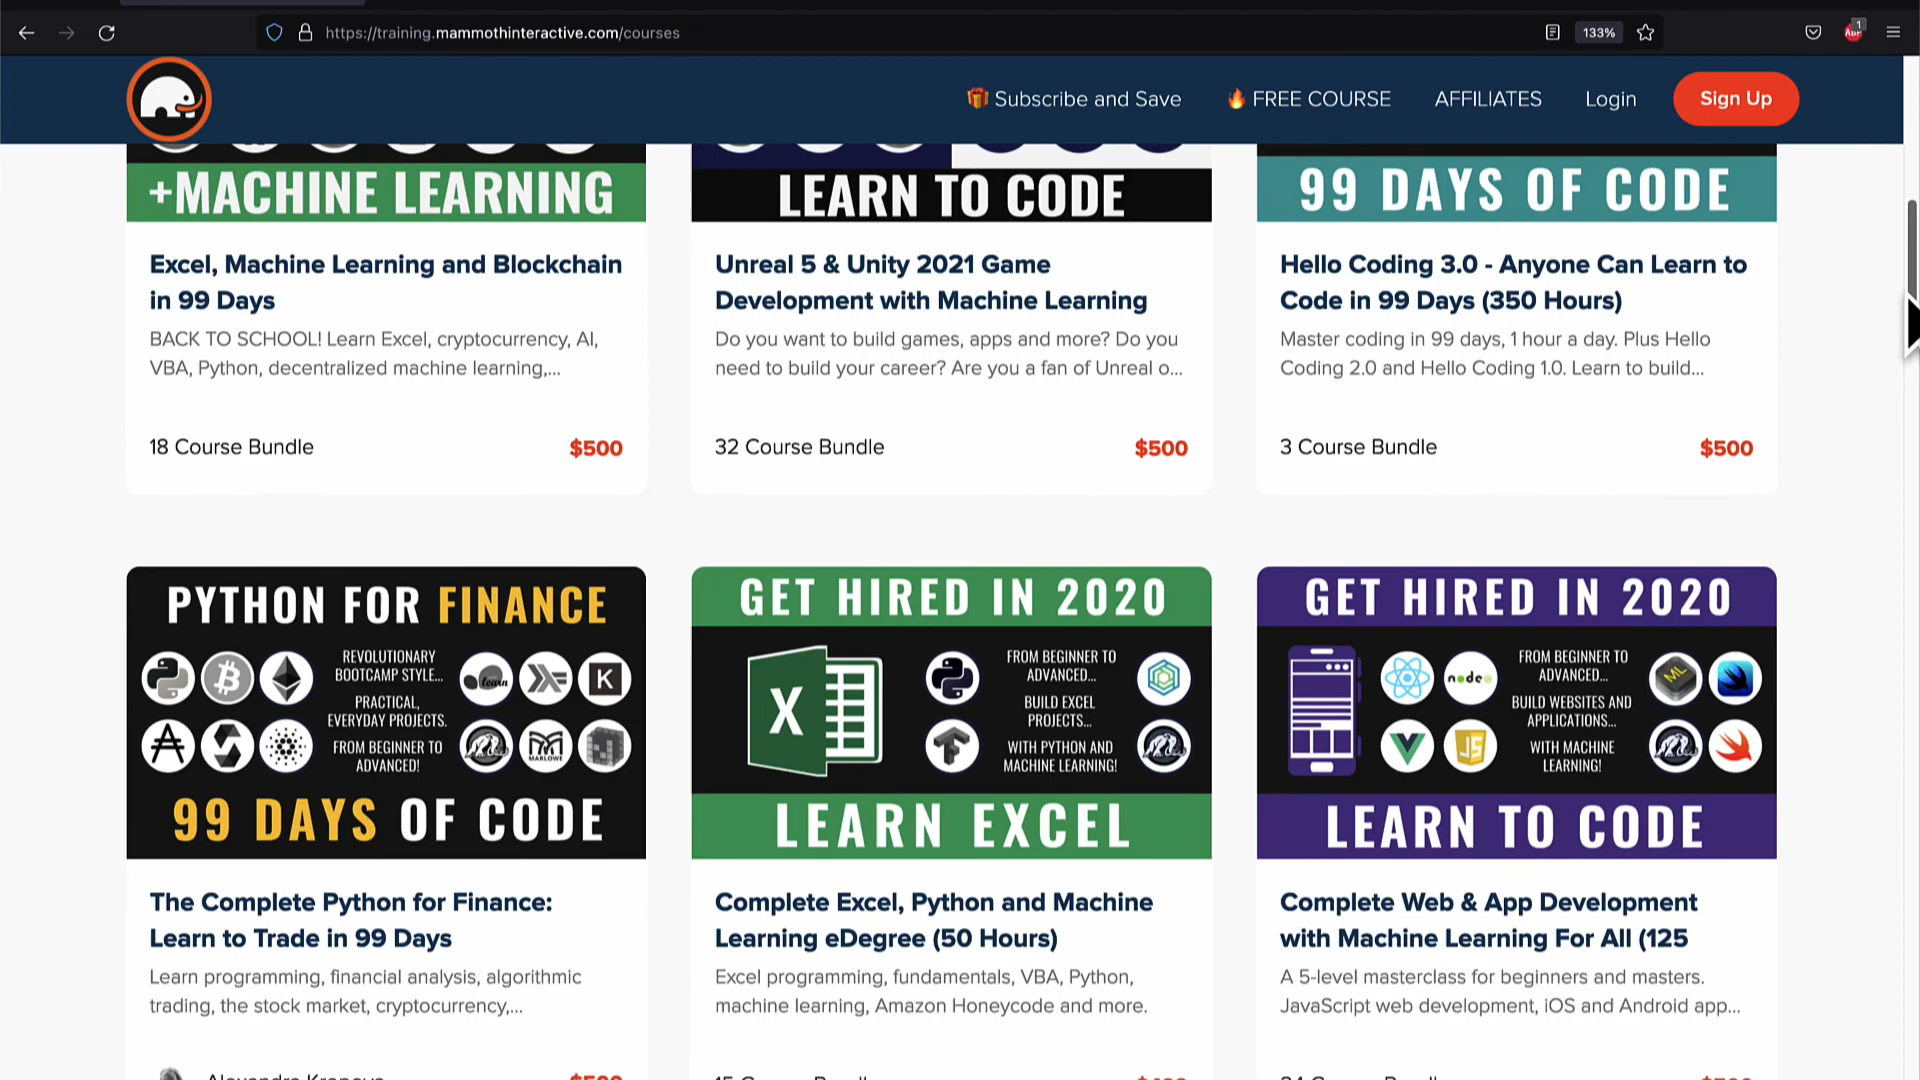 https://training.mammothinteractive.com/courses
133%
1
ABP
Subscribe and Save
FREE COURSE
AFFILIATES
Login
Sign Up
+MACHINE LEARNING
LEARN TO CODE
99 DAYS OF CODE
Excel, Machine Learning and Blockchain
in 99 Days
BACK TO SCHOOL! Learn Excel, cryptocurrency, AI,
VBA, Python, decentralized machine learning,...
18 Course Bundle
$500
Unreal 5 & Unity 2021 Game
Development with Machine Learning
Do you want to build games, apps and more? Do you
need to build your career? Are you a fan of Unreal o...
32 Course Bundle
$500
Hello Coding 3.0 - Anyone Can Learn to
Code in 99 Days (350 Hours)
Master coding in 99 days, 1 hour a day. Plus Hello
Coding 2.0 and Hello Coding 1.0. Learn to build...
3 Course Bundle
$500
PYTHON FOR FINANCE
REVOLUTIONARY
BOOTCAMP STYLE...
PRACTICAL,
EVERYDAY PROJECTS.
FROM BEGINNER TO
ADVANCED!
learn
K
MARLOWE
99 DAYS OF CODE
GET HIRED IN 2020
X
FROM BEGINNER TO
ADVANCED...
BUILD EXCEL
PROJECTS...
WITH PYTHON AND
MACHINE LEARNING!
LEARN EXCEL
GET HIRED IN 2020
node
JS
FROM BEGINNER TO
ADVANCED...
BUILD WEBSITES AND
APPLICATIONS...
WITH MACHINE
LEARNING!
ML
LEARN TO CODE
The Complete Python for Finance:
Learn to Trade in 99 Days
Learn programming, financial analysis, algorithmic
trading, the stock market, cryptocurrency,...
Complete Excel, Python and Machine
Learning eDegree (50 Hours)
Excel programming, fundamentals, VBA, Python,
machine learning, Amazon Honeycode and more.
Complete Web & App Development
with Machine Learning For All (125
A 5-level masterclass for beginners and masters.
JavaScript web development, iOS and Android app...